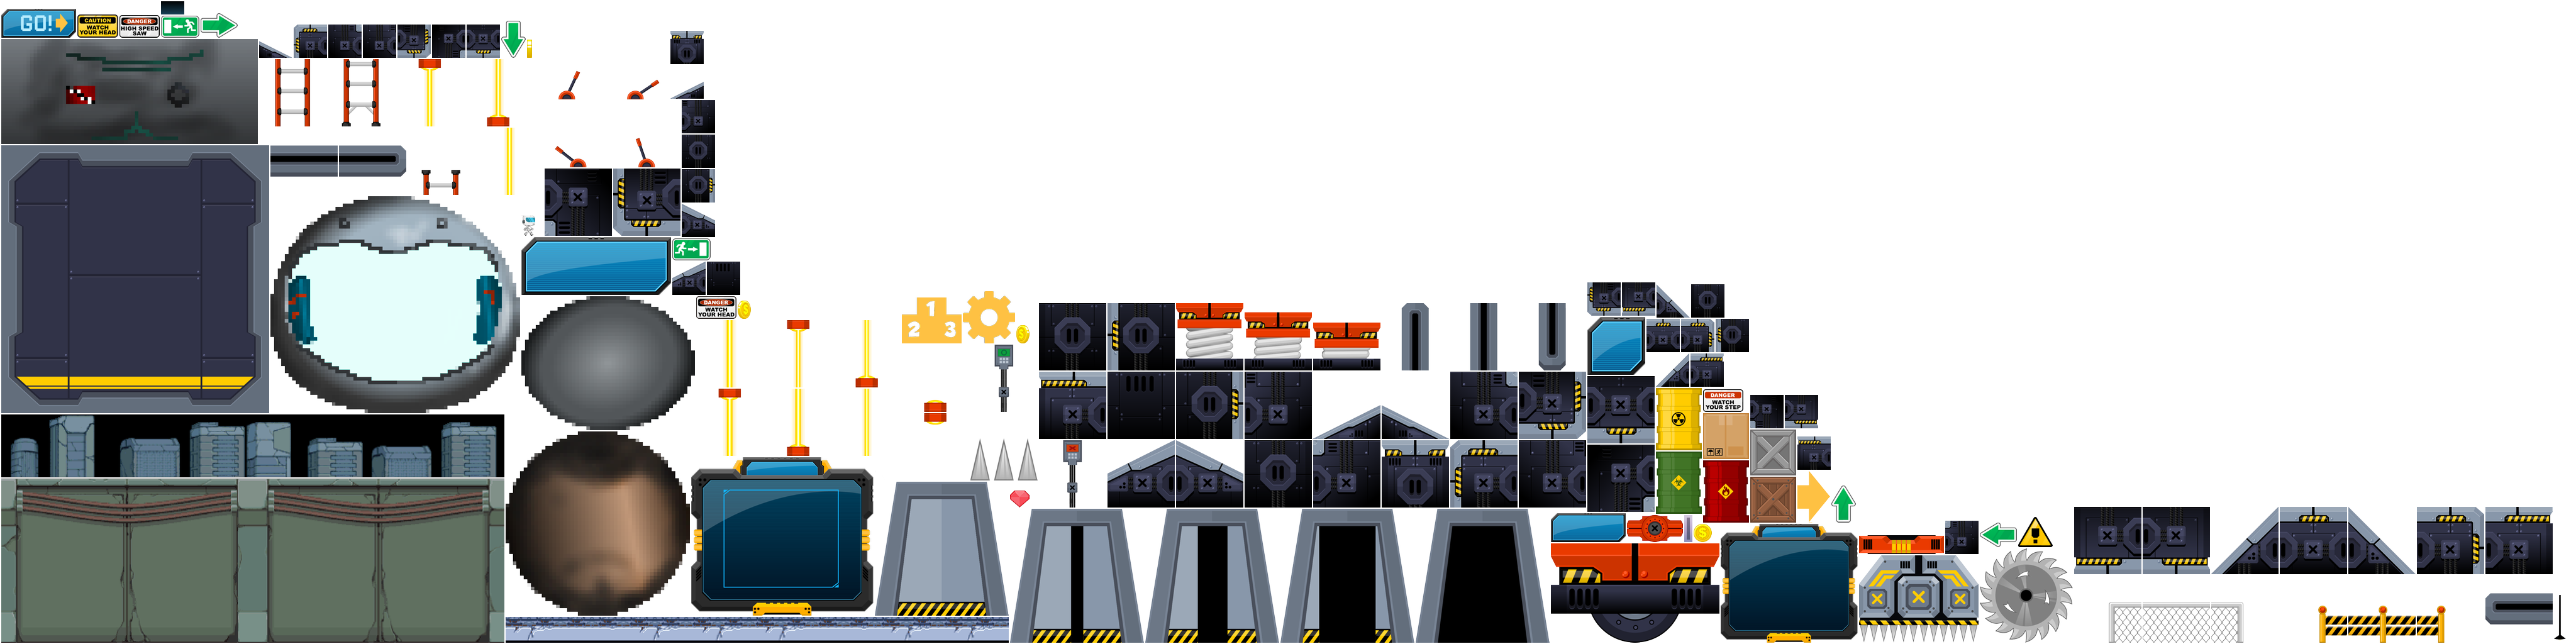 GO!
CAUTION
WATCH
YOUR HEAD
DANGER
HIGH SPEED
SAW
DANGER
WATCH
YOUR HEAD
1
2 3
DANGER
WATCH
YOUR STEP